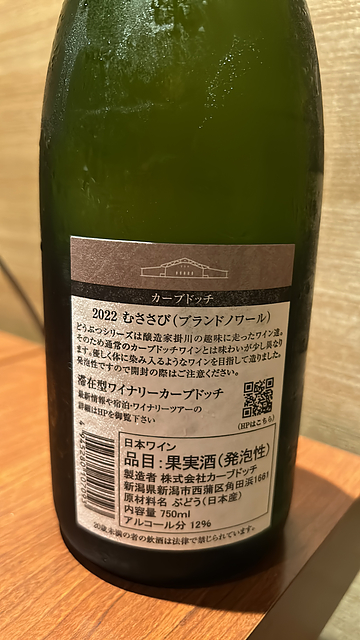 カーブドッチ
2022 むささび(ブランドノワール)
どうぶつシリーズは醸造家掛川の趣味に走ったワイン達。
そのため通常のカーブドッチワインとは味わいが少し異なり
ます。優しく体に染み入るようなワインを目指して造りました。
発泡性ですので開封の際はご注意ください。
滞在型ワイナリーカーブドッチ
最新情報や宿泊・ワイナリーツアーの
詳細はHPを御覧下さい
(HPはこちら)
日本ワイン
品目:果実酒(発泡性)
製造者 株式会社カーブドッチ
新潟県新潟市西蒲区角田浜1661
原材料名 ぶどう(日本産)
内容量 750ml
アルコール分 12%
20歳未満の者の飲酒は法律で禁じられています。